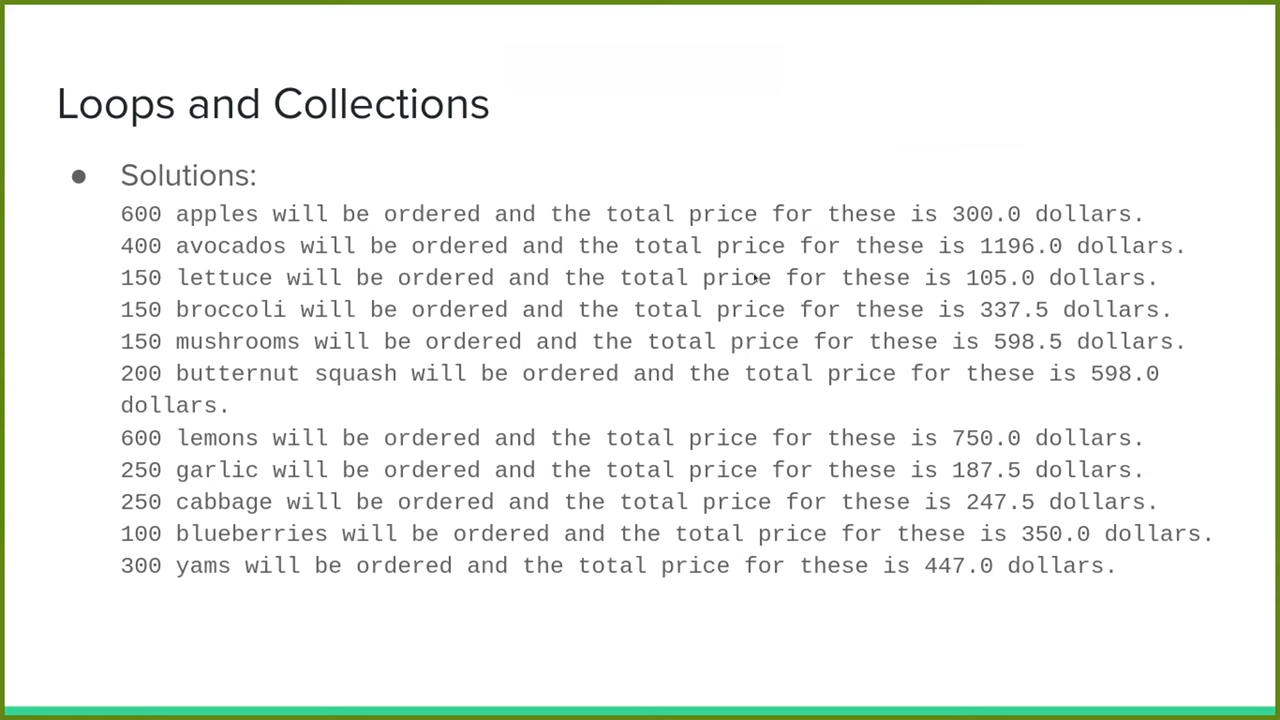 Loops and Collections
● Solutions:
600 apples will be ordered and the total price for these is 300.0 dollars.
400 avocados will be ordered and the total price for these is 1196.0 dollars.
150 lettuce will be ordered and the total price for these is 105.0 dollars.
150 broccoli will be ordered and the total price for these is 337.5 dollars.
150 mushrooms will be ordered and the total price for these is 598.5 dollars.
200 butternut squash will be ordered and the total price for these is 598.0
dollars.
600 lemons will be ordered and the total price for these is 750.0 dollars.
250 garlic will be ordered and the total price for these is 187.5 dollars.
250 cabbage will be ordered and the total price for these is 247.5 dollars.
100 blueberries will be ordered and the total price for these is 350.0 dollars.
300 yams will be ordered and the total price for these is 447.0 dollars.